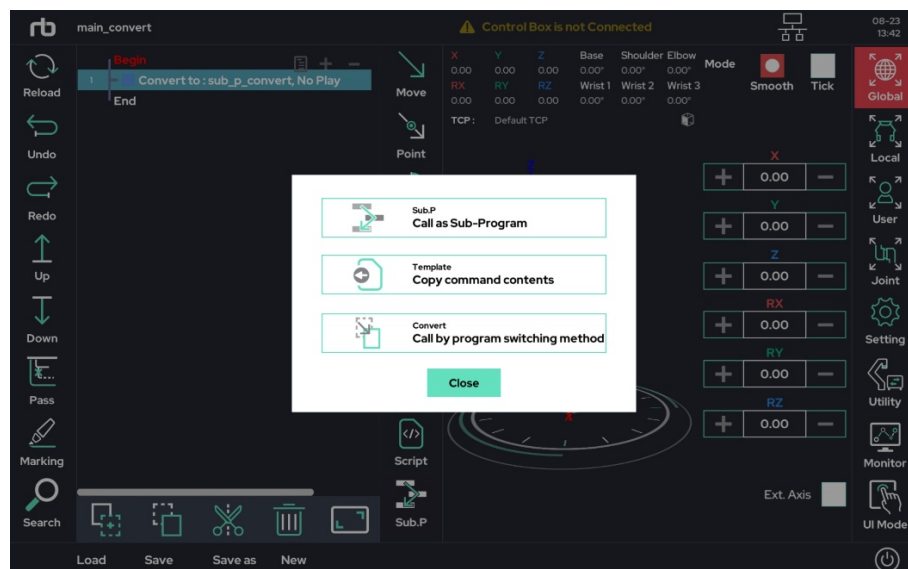 rb
main_convert
Control Box is not Connected
08-23
13:42
Reload
Undo
Redo
Up
Down
Pass
Marking
Search
Begin
1 Convert to : sub_p_convert, No Play
End
Move
Point
Script
Sub.P
X Y Z Base Shoulder Elbow
0.00 0.00 0.00 0.00° 0.00° 0.00°
RX RY RZ Wrist 1 Wrist 2 Wrist 3
0.00 0.00 0.00 0.00° 0.00° 0.00°
TCP : Default TCP
Mode
Smooth
Tick
Sub.P
Call as Sub-Program
Template
Copy command contents
Convert
Call by program switching method
Close
Z
X
X
0.00
Y
0.00
Z
0.00
RX
0.00
RY
0.00
RZ
0.00
Ext. Axis
Global
Local
User
Joint
Setting
Utility
Monitor
UI Mode
Load Save Save as New